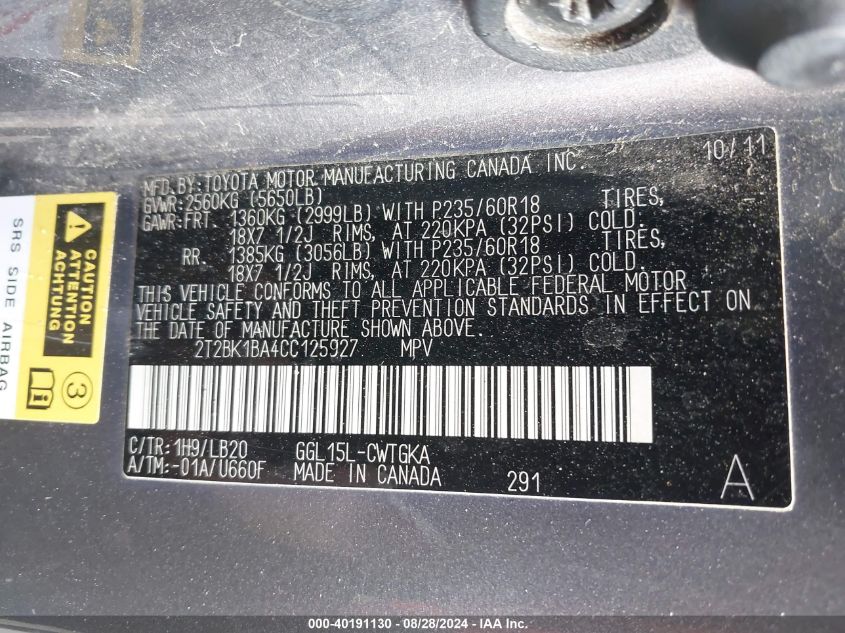 10/11
MFD.BY:TOYOTA MOTOR MANUFACTURING CANADA INC.
GVWR:2560KG (5650LB)
GAWR:FRT. 1360KG (2999LB) WITH P235/60R18 TIRES,
18X7 1/2J RIMS, AT 220KPA (32PSI) COLD.
RR. 1385KG (3056LB) WITH P235/60R18 TIRES,
18X7 1/2J RIMS, AT 220KPA (32PSI) COLD.
THIS VEHICLE CONFORMS TO ALL APPLICABLE FEDERAL MOTOR
VEHICLE SAFETY AND THEFT PREVENTION STANDARDS IN EFFECT ON
THE DATE OF MANUFACTURE SHOWN ABOVE.
2T2BK1BA4CC125927 MPV
C/TR:1H9/LB20 GGL15L-CWTGKA
A/TM:-01A/U660F MADE IN CANADA 291 A
SRS SIDE AIRBAG
CAUTION
ATTENTION
ACHTUNG
3
000-40191130 - 08/28/2024 - IAA Inc.